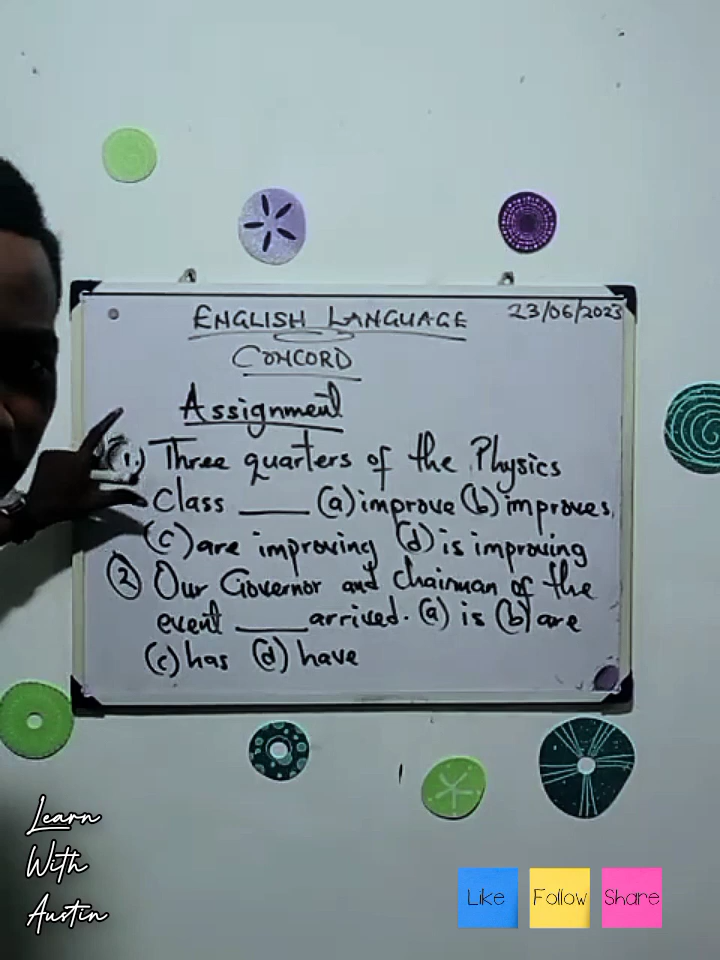 ENGLISH LANGUAGE 23/06/2023
CONCORD
Assignment
(1.) Three quarters of the Physics
class ____ (a) improve (b) improves
(c) are improving (d) is improving
(2) Our Governor and chairman of the
event ____ arrived. (a) is (b) are
(c) has (d) have
Learn
With
Austin
Like Follow Share